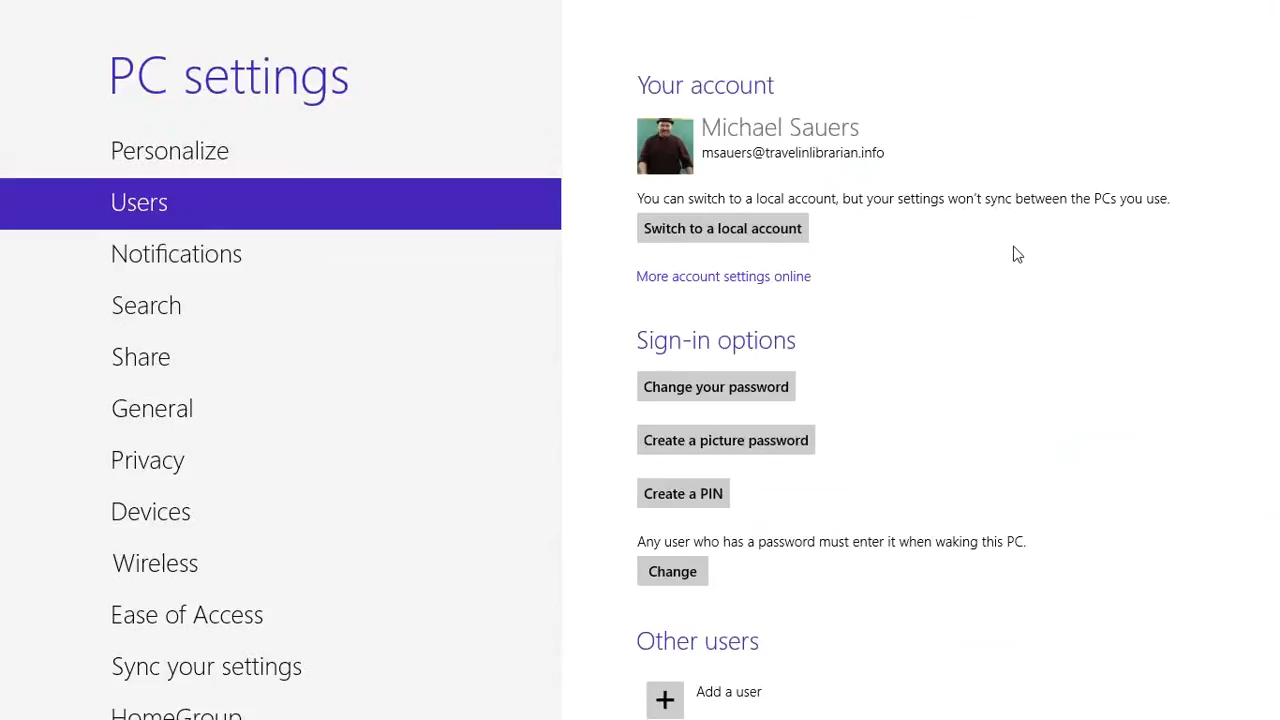 PC settings
Personalize
Users
Notifications
Search
Share
General
Privacy
Devices
Wireless
Ease of Access
Sync your settings
HomeGroup
Your account
Michael Sauers
msauers@travelinlibrarian.info
You can switch to a local account, but your settings won't sync between the PCs you use.
Switch to a local account
More account settings online
Sign-in options
Change your password
Create a picture password
Create a PIN
Any user who has a password must enter it when waking this PC.
Change
Other users
Add a user